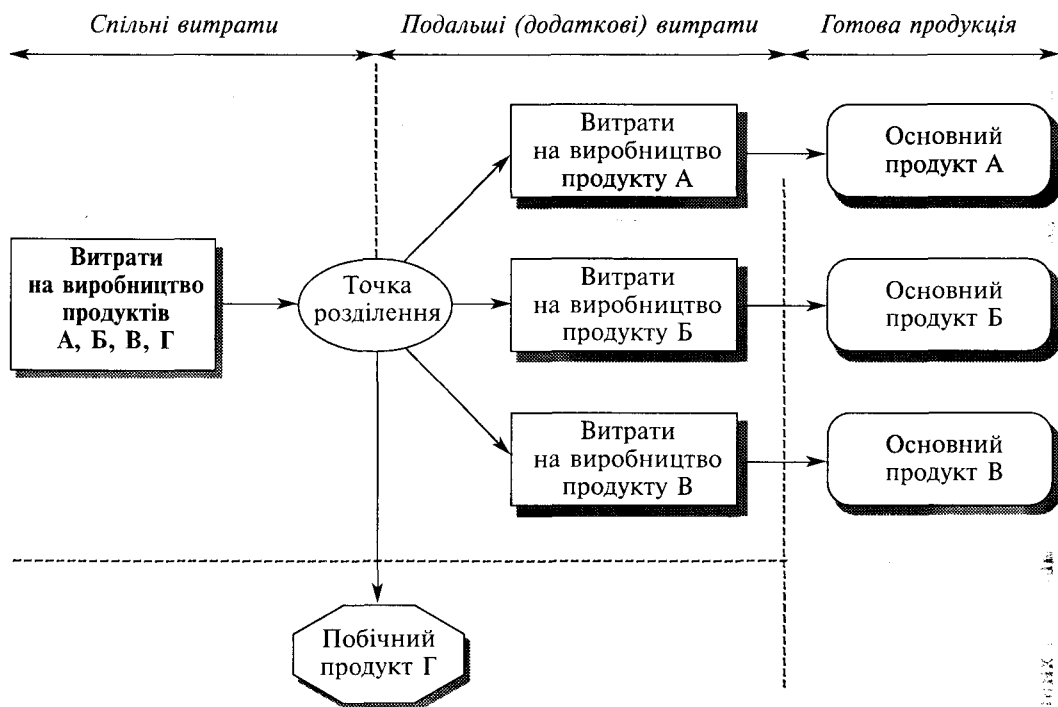 Спільні витрати
Подальші (додаткові) витрати
Готова продукція
Витрати
на виробництво
продуктів
А, Б, В, Г
Точка
розділення
Витрати
на виробництво
продукту А
Основний
продукт А
Витрати
на виробництво
продукту Б
Основний
продукт Б
Витрати
на виробництво
продукту В
Основний
продукт В
Побічний
продукт Г